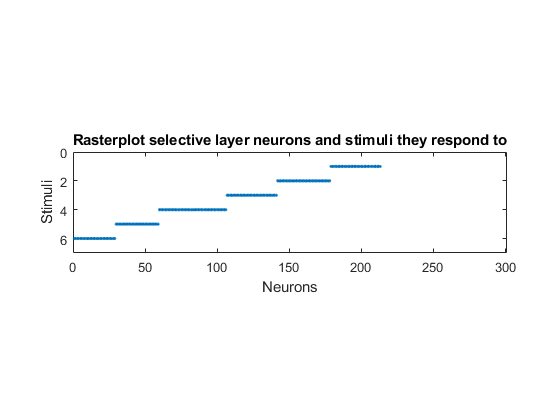 Rasterplot selective layer neurons and stimuli they respond to
0
2
4
6
Stimuli
0 50 100 150 200 250 300
Neurons